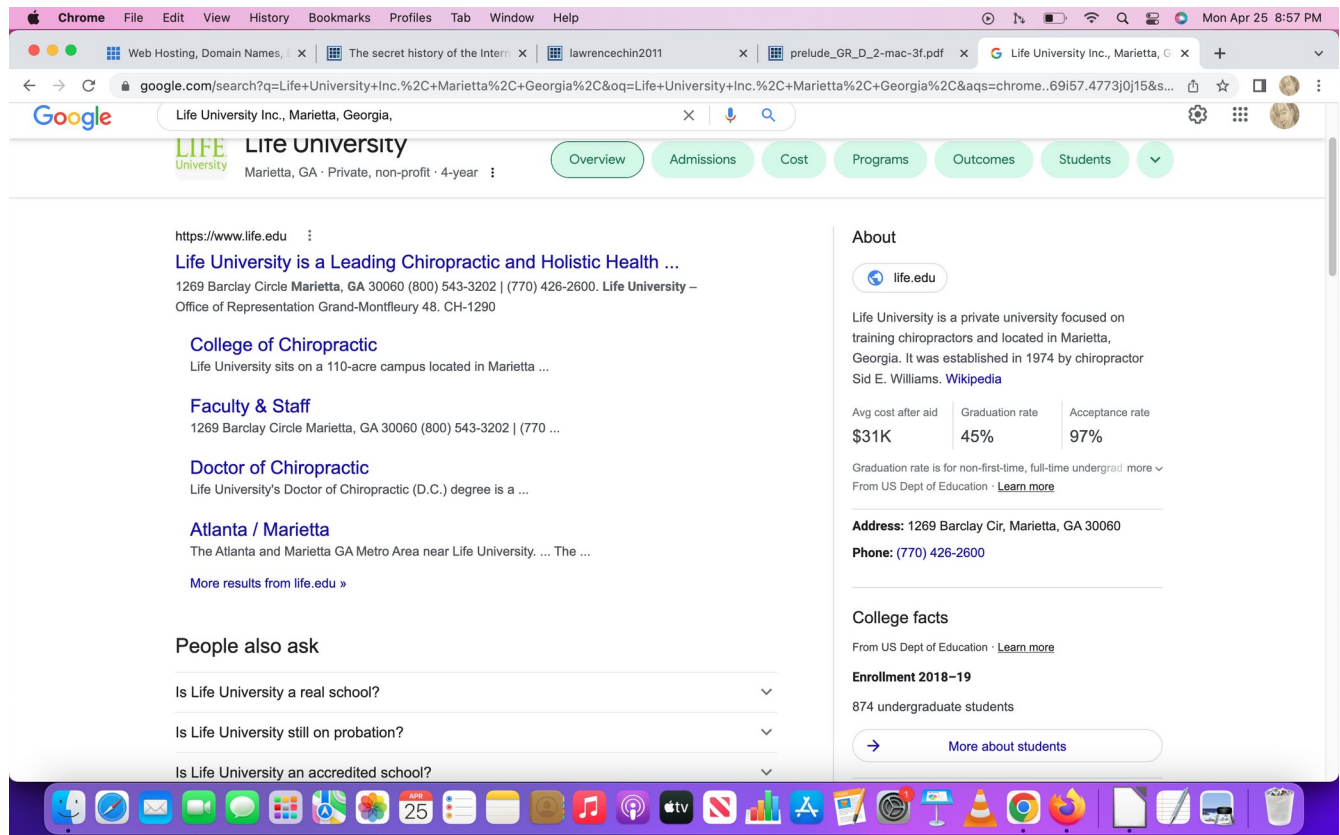 Chrome File Edit View History Bookmarks Profiles Tab Window Help Mon Apr 25 8:57 PM
Web Hosting, Domain Names, The secret history of the Intern lawrencechin2011 prelude_GR_D_2-mac-3f.pdf Life University Inc., Marietta, G
google.com/search?q=Life+University+Inc.%2C+Marietta%2C+Georgia%2C&oq=Life+University+Inc.%2C+Marietta%2C+Georgia%2C&aqs=chrome..69i57.4773j0j15&s...
Google Life University Inc., Marietta, Georgia,
LIFE University
Life University
Marietta, GA · Private, non-profit · 4-year
Overview Admissions Cost Programs Outcomes Students
https://www.life.edu
Life University is a Leading Chiropractic and Holistic Health ...
1269 Barclay Circle Marietta, GA 30060 (800) 543-3202 | (770) 426-2600. Life University –
Office of Representation Grand-Montfleury 48. CH-1290
College of Chiropractic
Life University sits on a 110-acre campus located in Marietta ...
Faculty & Staff
1269 Barclay Circle Marietta, GA 30060 (800) 543-3202 | (770 ...
Doctor of Chiropractic
Life University's Doctor of Chiropractic (D.C.) degree is a ...
Atlanta / Marietta
The Atlanta and Marietta GA Metro Area near Life University. ... The ...
More results from life.edu »
People also ask
Is Life University a real school?
Is Life University still on probation?
Is Life University an accredited school?
About
life.edu
Life University is a private university focused on
training chiropractors and located in Marietta,
Georgia. It was established in 1974 by chiropractor
Sid E. Williams. Wikipedia
Avg cost after aid Graduation rate Acceptance rate
$31K 45% 97%
Graduation rate is for non-first-time, full-time undergrad more
From US Dept of Education · Learn more
Address: 1269 Barclay Cir, Marietta, GA 30060
Phone: (770) 426-2600
College facts
From US Dept of Education · Learn more
Enrollment 2018–19
874 undergraduate students
More about students
APR
25
tv
1